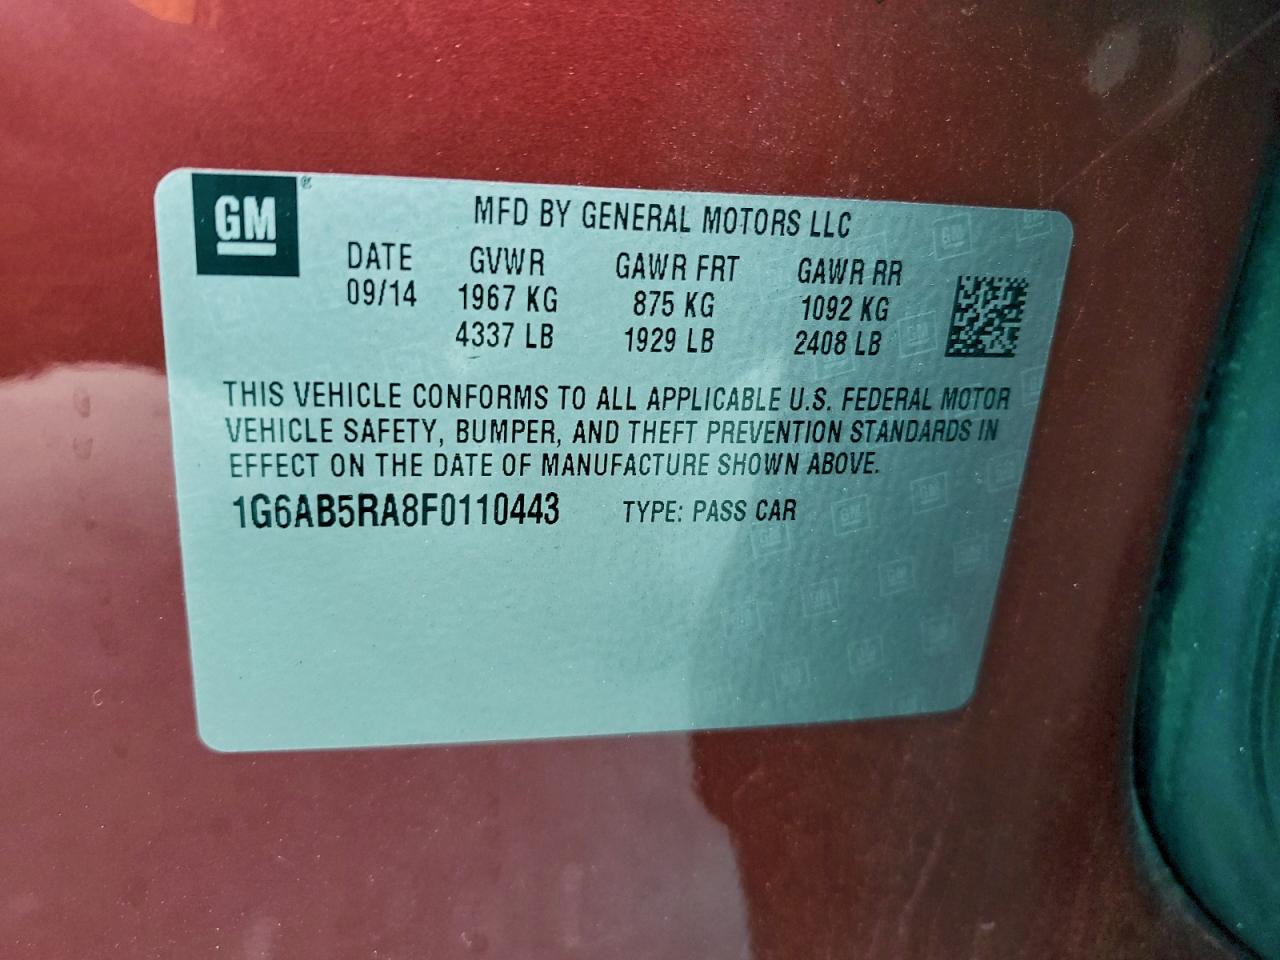 GM ®
MFD BY GENERAL MOTORS LLC
DATE GVWR GAWR FRT GAWR RR
09/14 1967 KG 875 KG 1092 KG
4337 LB 1929 LB 2408 LB
THIS VEHICLE CONFORMS TO ALL APPLICABLE U.S. FEDERAL MOTOR
VEHICLE SAFETY, BUMPER, AND THEFT PREVENTION STANDARDS IN
EFFECT ON THE DATE OF MANUFACTURE SHOWN ABOVE.
1G6AB5RA8F0110443 TYPE: PASS CAR